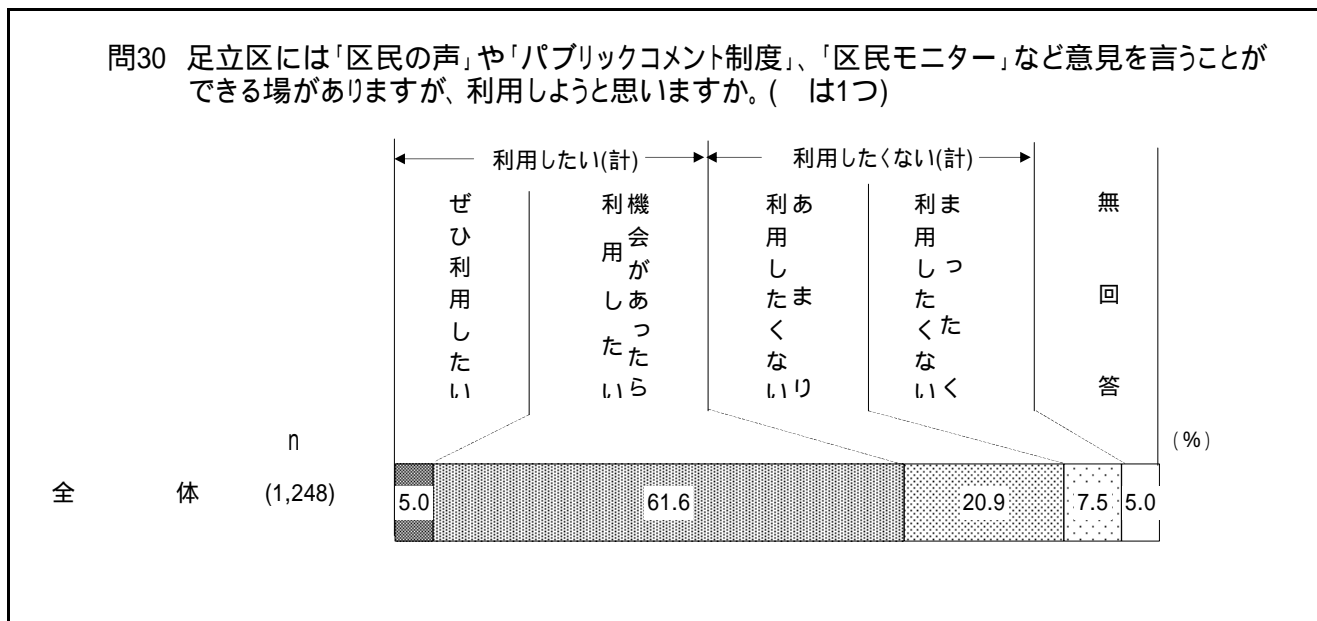 問30 足立区には「区民の声」や「パブリックコメント制度」、「区民モニター」など意見を言うことが
できる場がありますが、利用しようと思いますか。(　は1つ)
利用したい(計)
利用したくない(計)
ぜひ利用したい
機会があったら
利用したい
あまり
利用したくない
まったく
利用したくない
無回答
n
(%)
全体 (1,248)
5.0 61.6 20.9 7.5 5.0